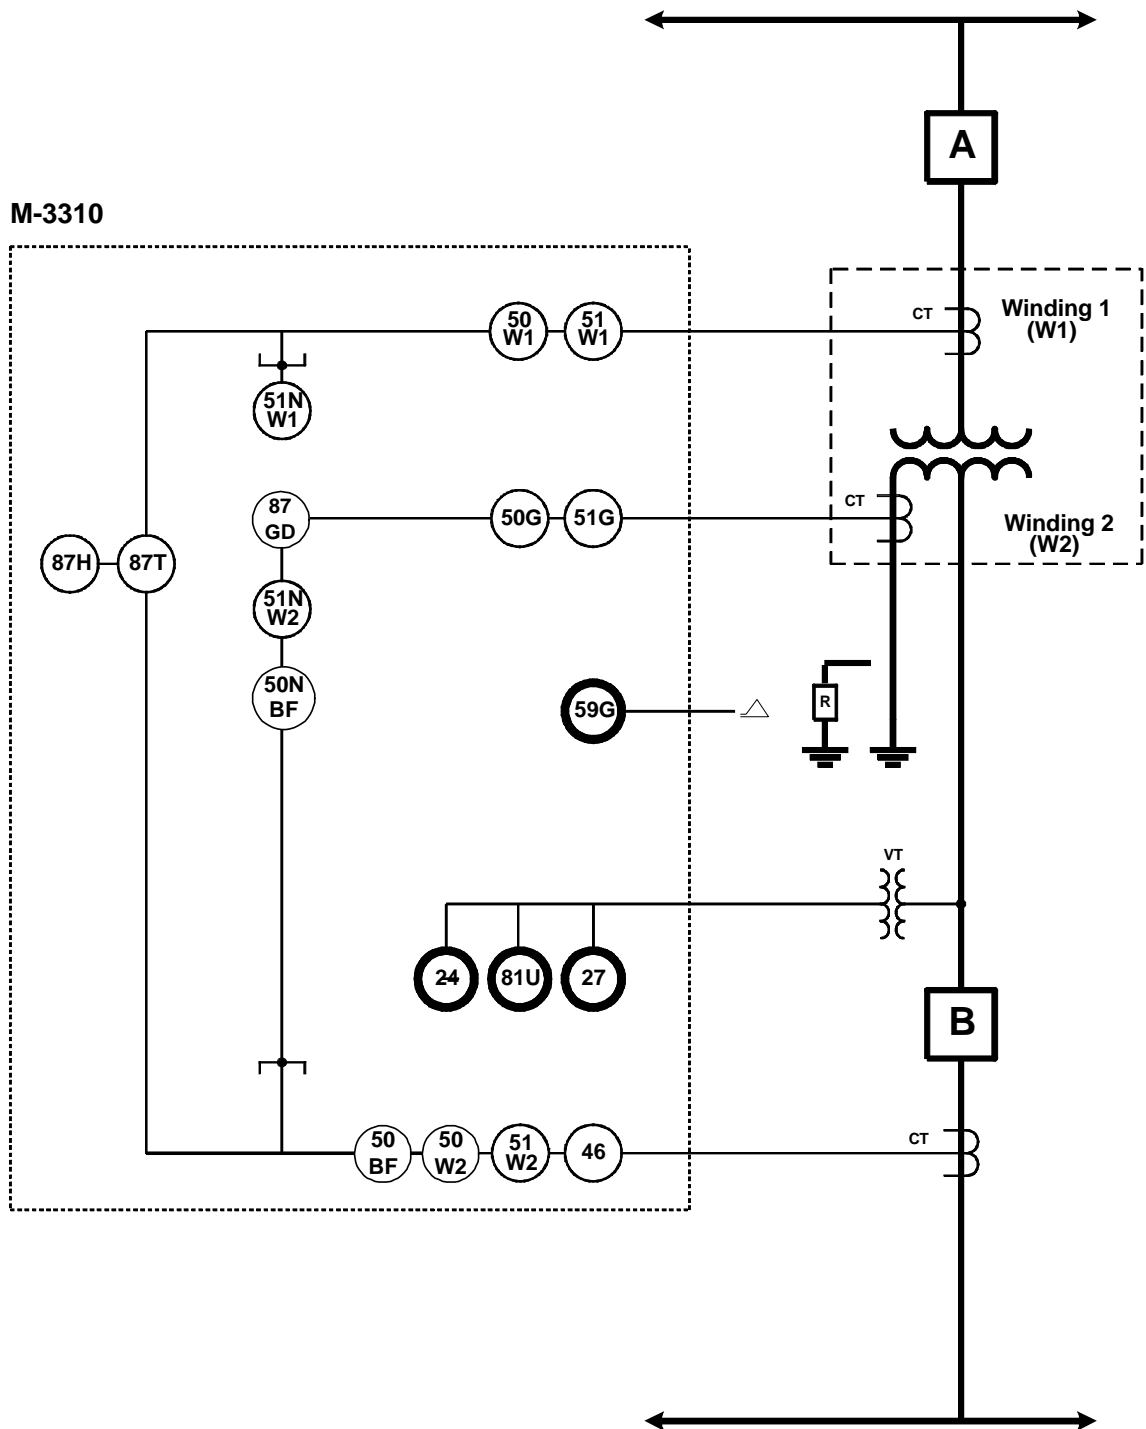 A
M-3310
CT
Winding 1
(W1)
50
W1
51
W1
51N
W1
87
GD
50G
51G
CT
Winding 2
(W2)
87H
87T
51N
W2
50N
BF
59G
R
VT
24
81U
27
B
50
BF
50
W2
51
W2
46
CT